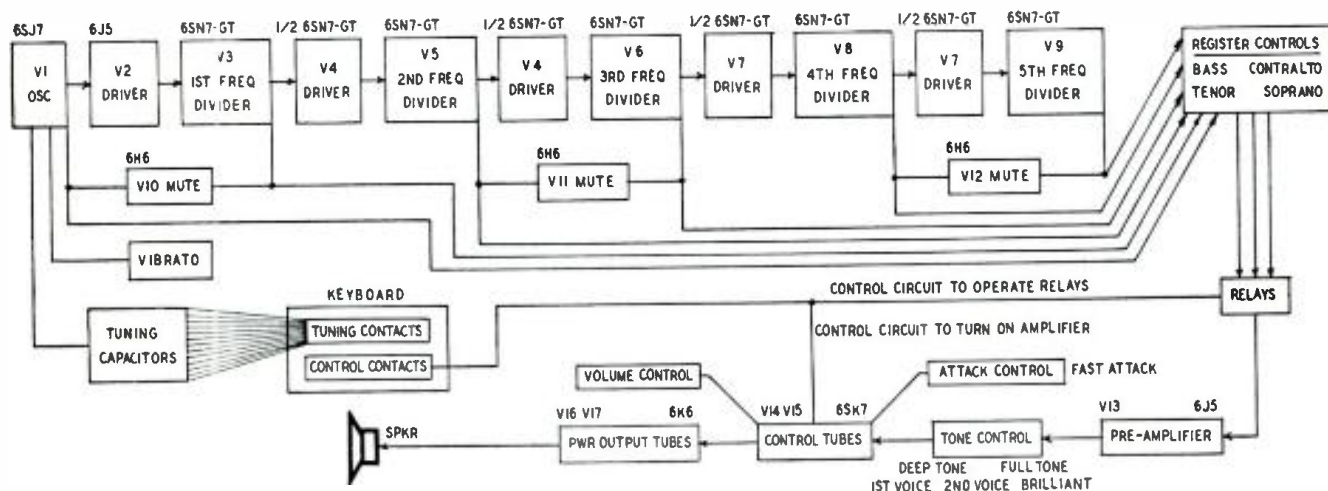 6SJ7 6J5 6SN7-GT 1/2 6SN7-GT 6SN7-GT 1/2 6SN7-GT 6SN7-GT 1/2 6SN7-GT 6SN7-GT 1/2 6SN7-GT 6SN7-GT
V1
OSC
V2
DRIVER
V3
1ST FREQ
DIVIDER
V4
DRIVER
V5
2ND FREQ
DIVIDER
V4
DRIVER
V6
3RD FREQ
DIVIDER
V7
DRIVER
V8
4TH FREQ
DIVIDER
V7
DRIVER
V9
5TH FREQ
DIVIDER
REGISTER CONTROLS
BASS CONTRALTO
TENOR SOPRANO
6H6
V10 MUTE
6H6
V11 MUTE
6H6
V12 MUTE
VIBRATO
TUNING
CAPACITORS
KEYBOARD
TUNING CONTACTS
CONTROL CONTACTS
CONTROL CIRCUIT TO OPERATE RELAYS
RELAYS
CONTROL CIRCUIT TO TURN ON AMPLIFIER
VOLUME CONTROL
ATTACK CONTROL FAST ATTACK
SPKR
V16 V17 6K6
PWR OUTPUT TUBES
V14 V15 6SK7
CONTROL TUBES
TONE CONTROL
DEEP TONE FULL TONE
1ST VOICE 2ND VOICE BRILLIANT
V13 6J5
PRE-AMPLIFIER